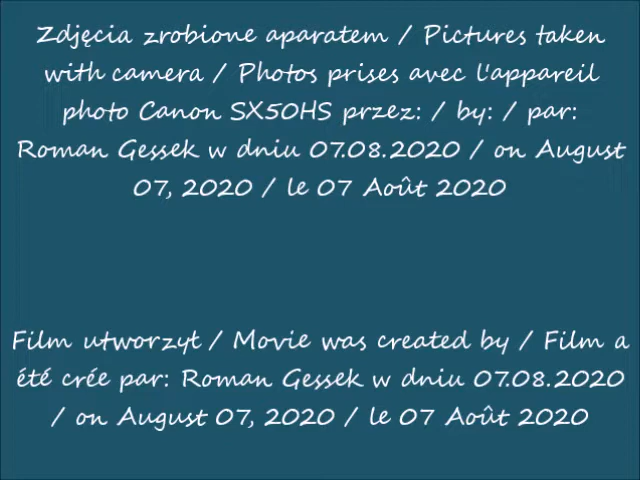 Zdjęcia zrobione aparatem / Pictures taken
with camera / Photos prises avec l'appareil
photo Canon SX50HS przez: / by: / par:
Roman Gessek w dniu 07.08.2020 / on August
07, 2020 / le 07 Août 2020
Film utworzył / Movie was created by / Film a
été crée par: Roman Gessek w dniu 07.08.2020
/ on August 07, 2020 / le 07 Août 2020